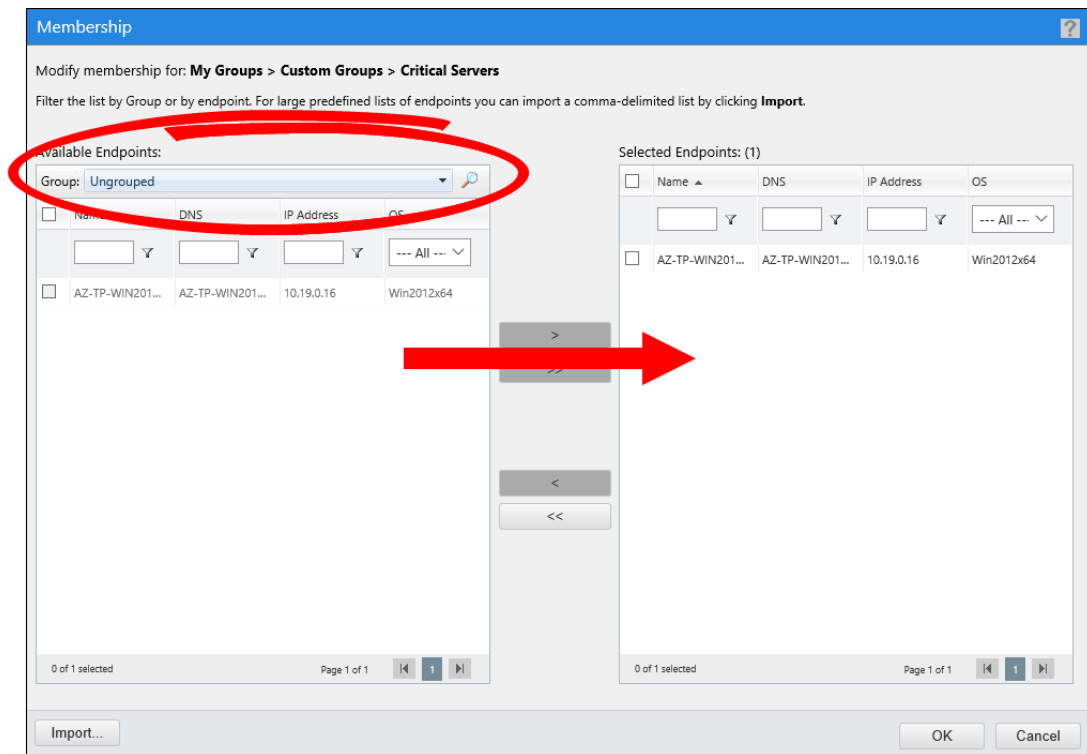 Membership
?
Modify membership for: My Groups > Custom Groups > Critical Servers
Filter the list by Group or by endpoint. For large predefined lists of endpoints you can import a comma-delimited list by clicking Import.
Available Endpoints:
Group: Ungrouped
Name DNS IP Address OS
--- All ---
AZ-TP-WIN201... AZ-TP-WIN201... 10.19.0.16 Win2012x64
0 of 1 selected Page 1 of 1 1
>
>>
<
<<
Selected Endpoints: (1)
Name DNS IP Address OS
--- All ---
AZ-TP-WIN201... AZ-TP-WIN201... 10.19.0.16 Win2012x64
0 of 1 selected Page 1 of 1 1
Import...
OK Cancel